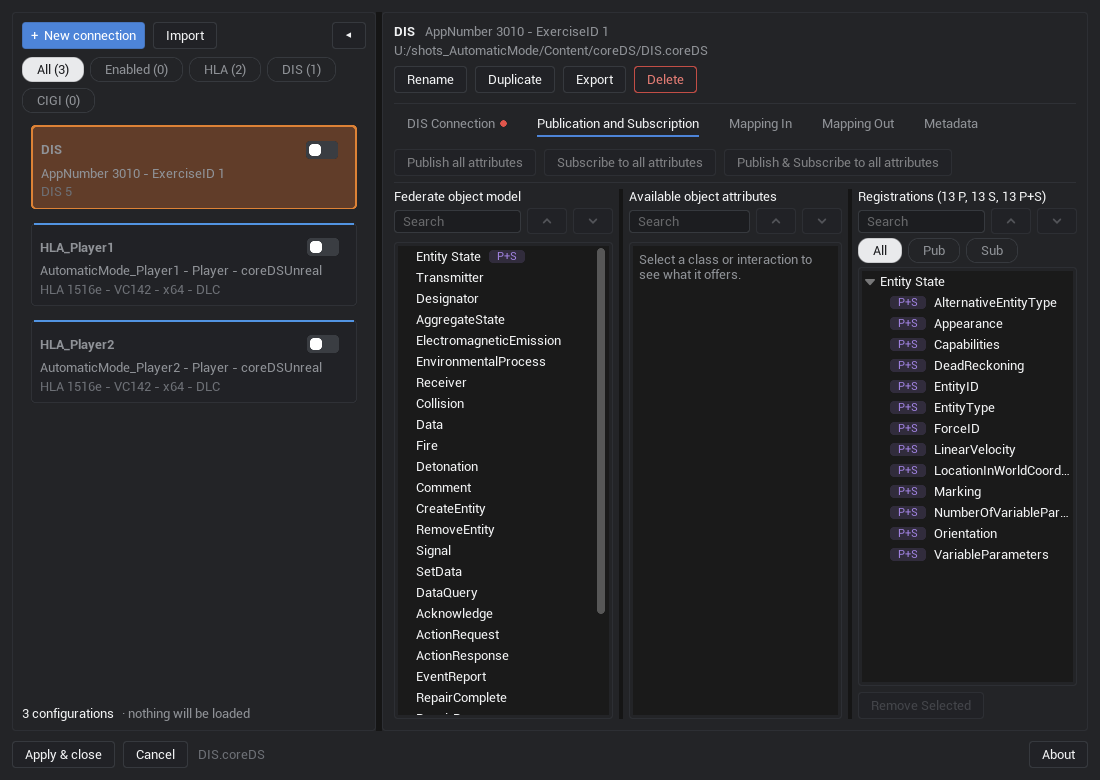 + New connection
Import
All (3)
Enabled (0)
HLA (2)
DIS (1)
CIGI (0)
DIS
AppNumber 3010 - ExerciseID 1
DIS 5
HLA_Player1
AutomaticMode_Player1 - Player - coreDSUnreal
HLA 1516e - VC142 - x64 - DLC
HLA_Player2
AutomaticMode_Player2 - Player - coreDSUnreal
HLA 1516e - VC142 - x64 - DLC
3 configurations · nothing will be loaded
DIS AppNumber 3010 - ExerciseID 1
U:/shots_AutomaticMode/Content/coreDS/DIS.coreDS
Rename
Duplicate
Export
Delete
DIS Connection
Publication and Subscription
Mapping In
Mapping Out
Metadata
Publish all attributes
Subscribe to all attributes
Publish & Subscribe to all attributes
Federate object model
Search
Entity State P+S
Transmitter
Designator
AggregateState
ElectromagneticEmission
EnvironmentalProcess
Receiver
Collision
Data
Fire
Detonation
Comment
CreateEntity
RemoveEntity
Signal
SetData
DataQuery
Acknowledge
ActionRequest
ActionResponse
EventReport
RepairComplete
Available object attributes
Search
Select a class or interaction to
see what it offers.
Registrations (13 P, 13 S, 13 P+S)
Search
All
Pub
Sub
Entity State
P+S AlternativeEntityType
P+S Appearance
P+S Capabilities
P+S DeadReckoning
P+S EntityID
P+S EntityType
P+S ForceID
P+S LinearVelocity
P+S LocationInWorldCoord...
P+S Marking
P+S NumberOfVariablePar...
P+S Orientation
P+S VariableParameters
Remove Selected
Apply & close
Cancel
DIS.coreDS
About